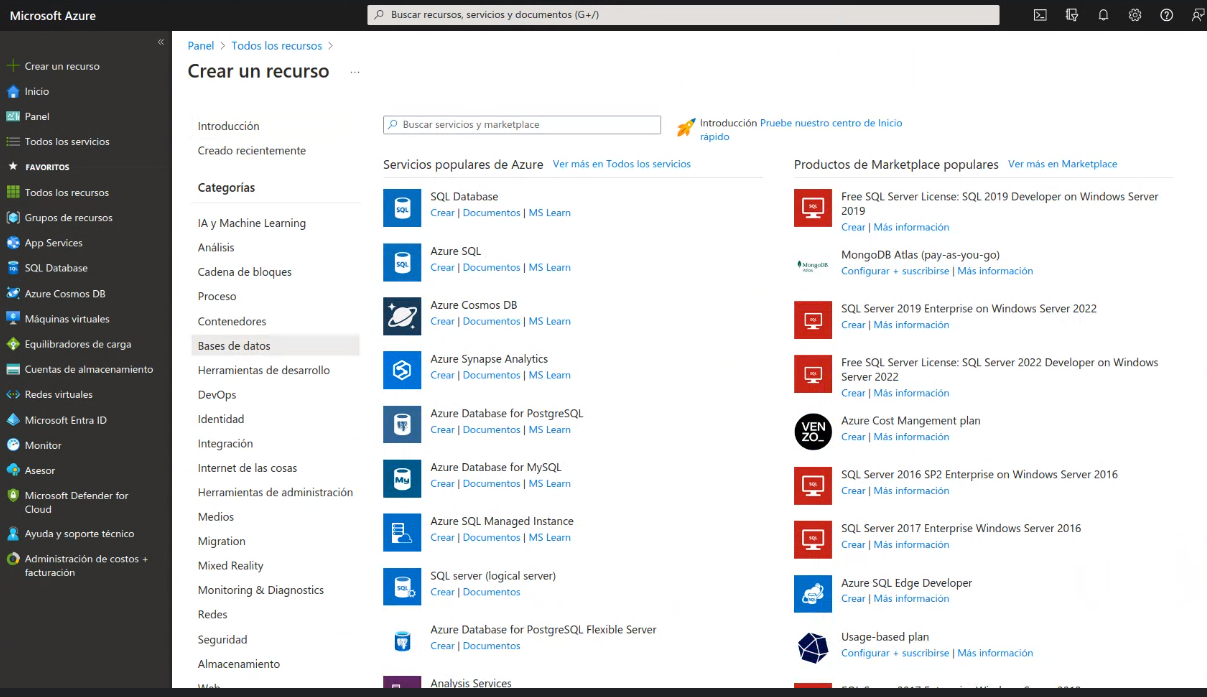 Microsoft Azure
Buscar recursos, servicios y documentos (G+/)
«
Crear un recurso
Inicio
Panel
Todos los servicios
FAVORITOS
Todos los recursos
Grupos de recursos
App Services
SQL Database
Azure Cosmos DB
Máquinas virtuales
Equilibradores de carga
Cuentas de almacenamiento
Redes virtuales
Microsoft Entra ID
Monitor
Asesor
Microsoft Defender for
Cloud
Ayuda y soporte técnico
Administración de costos +
facturación
Panel > Todos los recursos >
Crear un recurso ...
Introducción
Creado recientemente
Categorías
IA y Machine Learning
Análisis
Cadena de bloques
Proceso
Contenedores
Bases de datos
Herramientas de desarrollo
DevOps
Identidad
Integración
Internet de las cosas
Herramientas de administración
Medios
Migration
Mixed Reality
Monitoring & Diagnostics
Redes
Seguridad
Almacenamiento
Buscar servicios y marketplace
Introducción Pruebe nuestro centro de Inicio
rápido
Servicios populares de Azure Ver más en Todos los servicios
SQL
SQL Database
Crear | Documentos | MS Learn
SQL
Azure SQL
Crear | Documentos | MS Learn
Azure Cosmos DB
Crear | Documentos | MS Learn
Azure Synapse Analytics
Crear | Documentos | MS Learn
Azure Database for PostgreSQL
Crear | Documentos | MS Learn
My
Azure Database for MySQL
Crear | Documentos | MS Learn
Azure SQL Managed Instance
Crear | Documentos | MS Learn
SQL
SQL server (logical server)
Crear | Documentos
Azure Database for PostgreSQL Flexible Server
Crear | Documentos
Analysis Services
Productos de Marketplace populares Ver más en Marketplace
SQL
Free SQL Server License: SQL 2019 Developer on Windows Server
2019
Crear | Más información
MongoDB
MongoDB Atlas (pay-as-you-go)
Configurar + suscribirse | Más información
SQL
SQL Server 2019 Enterprise on Windows Server 2022
Crear | Más información
SQL
Free SQL Server License: SQL Server 2022 Developer on Windows
Server 2022
Crear | Más información
VEN
ZO_
Azure Cost Mangement plan
Crear | Más información
SQL
SQL Server 2016 SP2 Enterprise on Windows Server 2016
Crear | Más información
SQL
SQL Server 2017 Enterprise Windows Server 2016
Crear | Más información
Azure SQL Edge Developer
Crear | Más información
Usage-based plan
Configurar + suscribirse | Más información